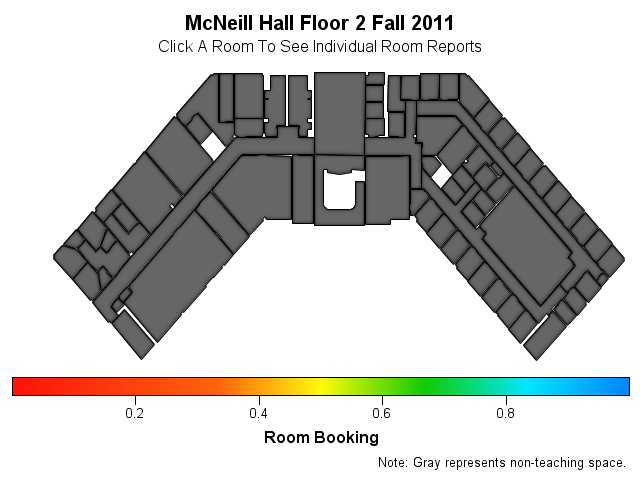 McNeill Hall Floor 2 Fall 2011
Click A Room To See Individual Room Reports
0.2 0.4 0.6 0.8
Room Booking
Note: Gray represents non-teaching space.